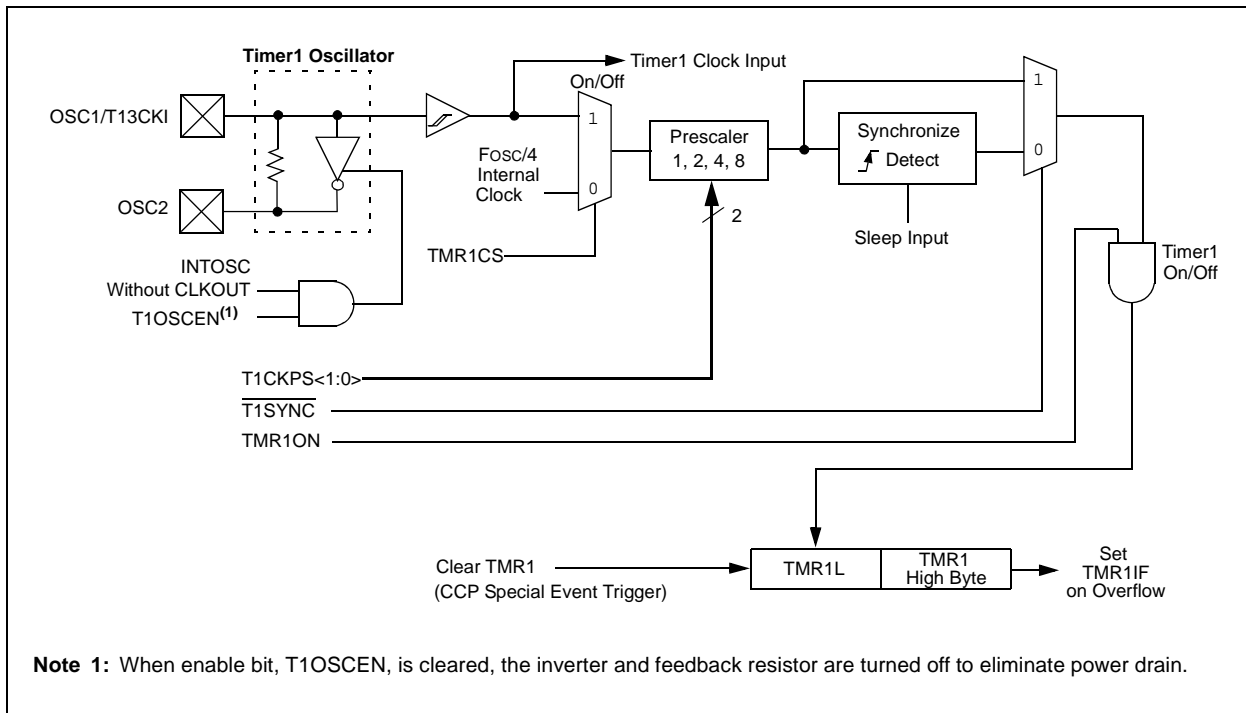 Timer1 Oscillator
Timer1 Clock Input
On/Off
OSC1/T13CKI
1
1
Prescaler
1, 2, 4, 8
Synchronize
Detect
FOSC/4
Internal
Clock
0
0
OSC2
2
Sleep Input
TMR1CS
Timer1
On/Off
INTOSC
Without CLKOUT
T1OSCEN(1)
T1CKPS<1:0>
T1SYNC
TMR1ON
Clear TMR1
(CCP Special Event Trigger)
TMR1L
TMR1
High Byte
Set
TMR1IF
on Overflow
Note 1: When enable bit, T1OSCEN, is cleared, the inverter and feedback resistor are turned off to eliminate power drain.